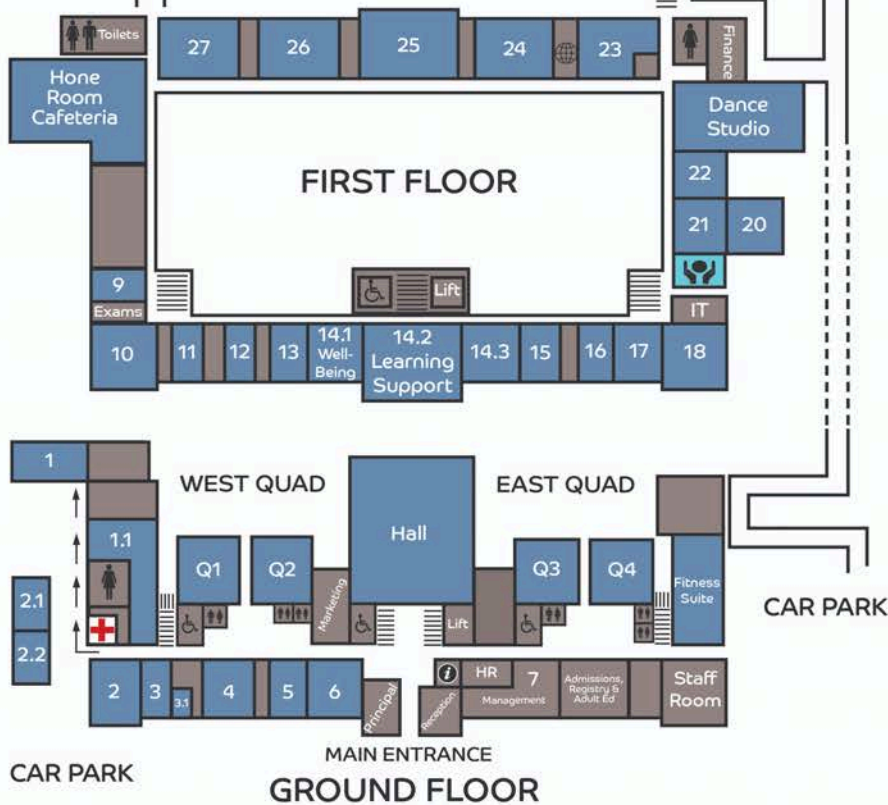 Toilets
27
26
25
24
23
Finance
Hone
Room
Cafeteria
Dance
Studio
FIRST FLOOR
22
21
20
9
Lift
Exams
IT
10
11
12
13
14.1
Well-
Being
14.2
Learning
Support
14.3
15
16
17
18
1
WEST QUAD
EAST QUAD
1.1
Hall
Q1
Q2
Q3
Q4
Marketing
Lift
Fitness
Suite
2.1
2.2
CAR PARK
2
3
3.1
4
5
6
Principal
Reception
i
HR
7
Management
Admissions,
Registry &
Adult Ed
Staff
Room
MAIN ENTRANCE
CAR PARK
GROUND FLOOR